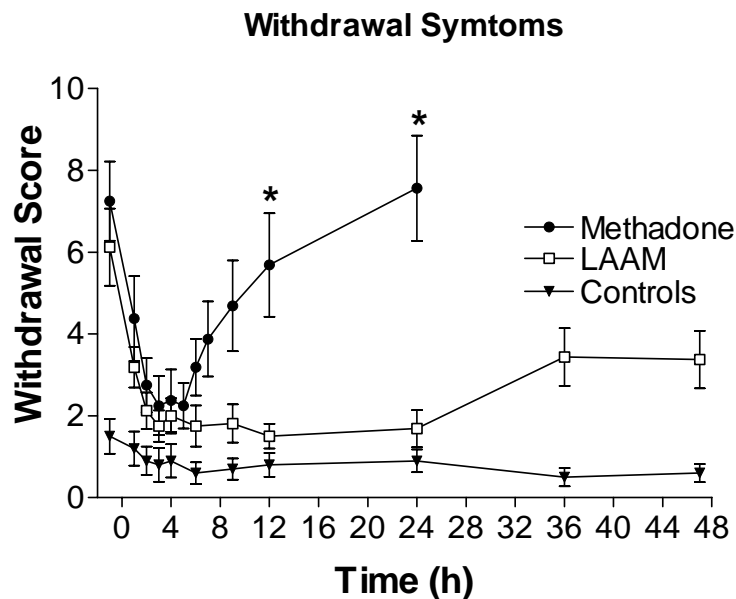 Withdrawal Symtoms
10
8
6
4
2
0
Withdrawal Score
*
*
Methadone
LAAM
Controls
0 4 8 12 16 20 24 28 32 36 40 44 48
Time (h)